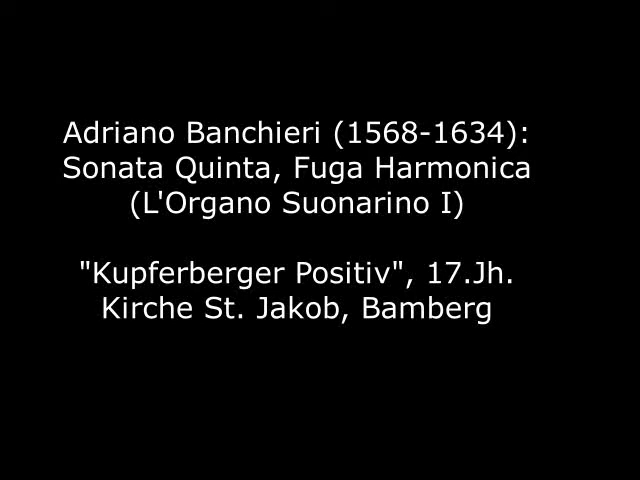 Adriano Banchieri (1568-1634):
Sonata Quinta, Fuga Harmonica
(L'Organo Suonarino I)
"Kupferberger Positiv", 17.Jh.
Kirche St. Jakob, Bamberg